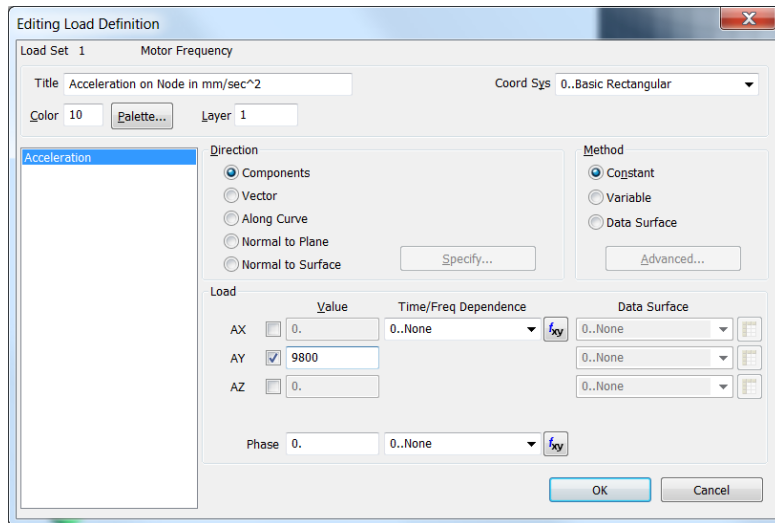 Editing Load Definition
X
Load Set 1 Motor Frequency
Title Acceleration on Node in mm/sec^2 Coord Sys 0..Basic Rectangular
Color 10 Palette... Layer 1
Acceleration
Direction
Components
Vector
Along Curve
Normal to Plane
Normal to Surface
Specify...
Method
Constant
Variable
Data Surface
Advanced...
Load
Value Time/Freq Dependence Data Surface
AX 0. 0..None fxy 0..None
AY 9800 0..None
AZ 0. 0..None
Phase 0. 0..None fxy
OK Cancel